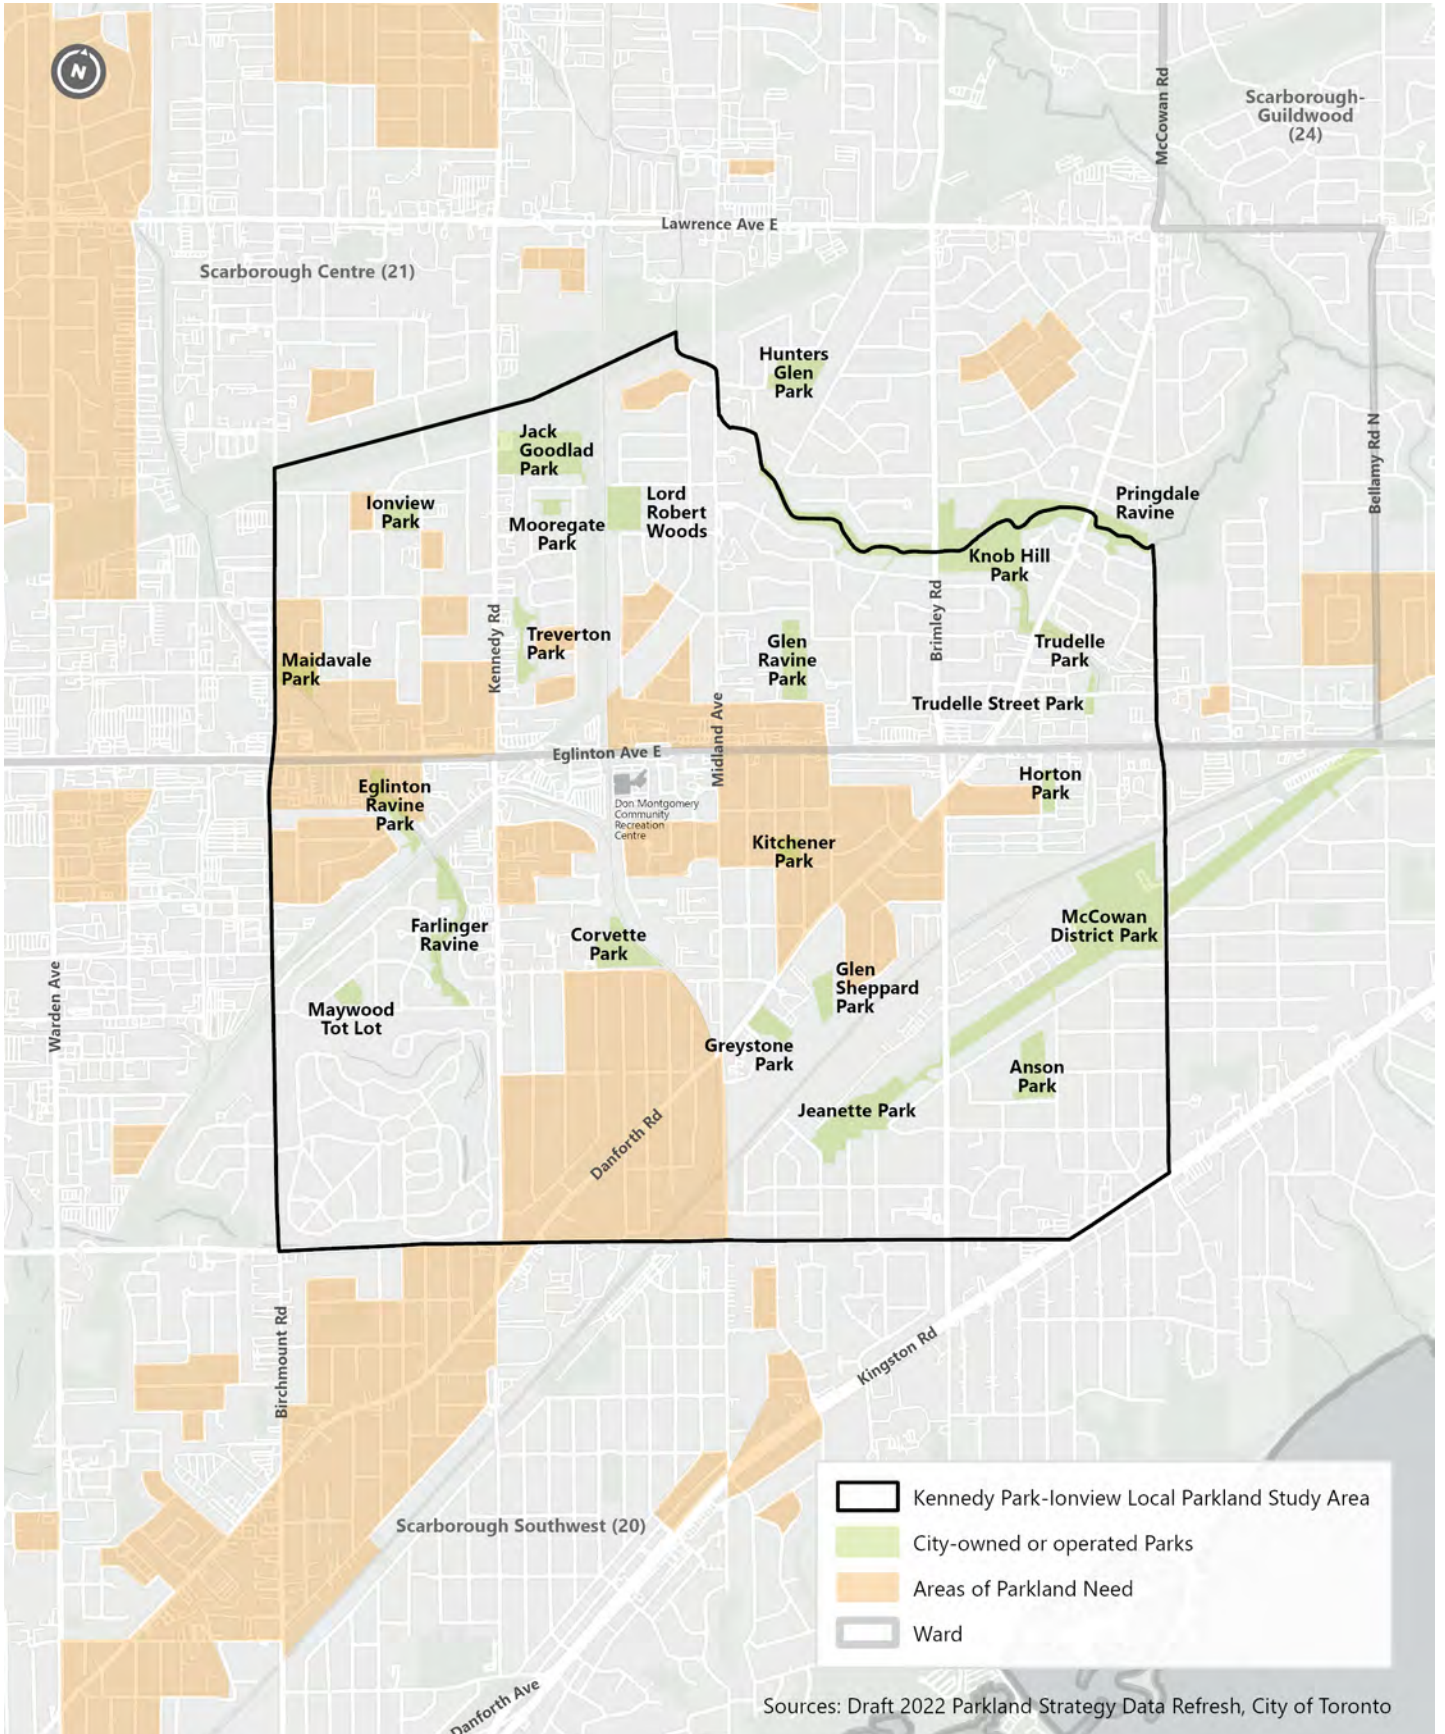 N
McCowan Rd
Scarborough-
Guildwood
(24)
Lawrence Ave E
Scarborough Centre (21)
Hunters
Glen
Park
Jack
Goodlad
Park
Bellamy Rd N
Ionview
Park
Mooregate
Park
Lord
Robert
Woods
Pringdale
Ravine
Knob Hill
Park
Kennedy Rd
Treverton
Park
Glen
Ravine
Park
Brimley Rd
Trudelle
Park
Maidavale
Park
Trudelle Street Park
Midland Ave
Eglinton Ave E
Eglinton
Ravine
Park
Don Montgomery
Community
Recreation
Centre
Horton
Park
Kitchener
Park
Farlinger
Ravine
Corvette
Park
McCowan
District Park
Warden Ave
Maywood
Tot Lot
Glen
Sheppard
Park
Greystone
Park
Anson
Park
Jeanette Park
Danforth Rd
Birchmount Rd
Kingston Rd
Scarborough Southwest (20)
Danforth Ave
Kennedy Park-Ionview Local Parkland Study Area
City-owned or operated Parks
Areas of Parkland Need
Ward
Sources: Draft 2022 Parkland Strategy Data Refresh, City of Toronto